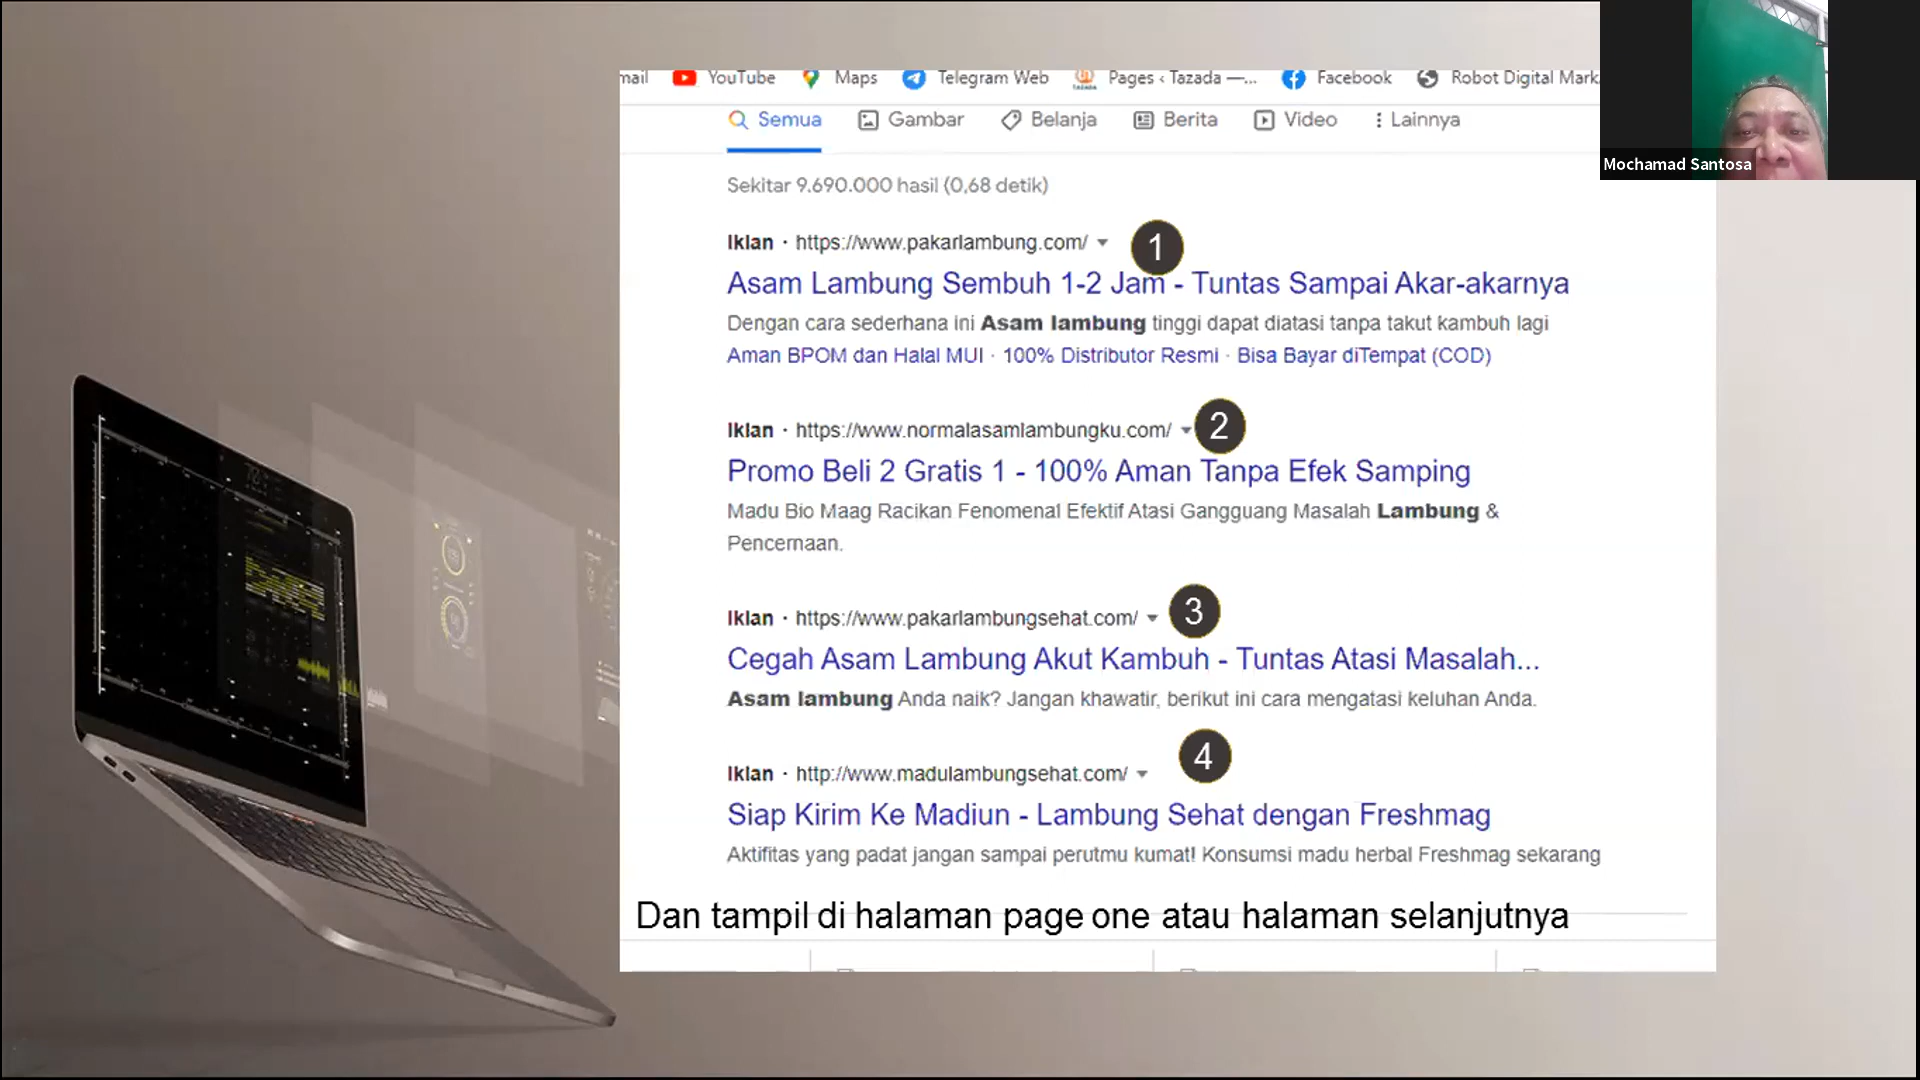 mail YouTube Maps Telegram Web Pages ‹ Tazada —... Facebook Robot Digital Mark
Mochamad Santosa
Semua Gambar Belanja Berita Video Lainnya
Sekitar 9.690.000 hasil (0,68 detik)
Iklan · https://www.pakarlambung.com/ 1
Asam Lambung Sembuh 1-2 Jam - Tuntas Sampai Akar-akarnya
Dengan cara sederhana ini Asam lambung tinggi dapat diatasi tanpa takut kambuh lagi
Aman BPOM dan Halal MUI · 100% Distributor Resmi · Bisa Bayar diTempat (COD)
Iklan · https://www.normalasamlambungku.com/ 2
Promo Beli 2 Gratis 1 - 100% Aman Tanpa Efek Samping
Madu Bio Maag Racikan Fenomenal Efektif Atasi Gangguang Masalah Lambung &
Pencernaan.
Iklan · https://www.pakarlambungsehat.com/ 3
Cegah Asam Lambung Akut Kambuh - Tuntas Atasi Masalah...
Asam lambung Anda naik? Jangan khawatir, berikut ini cara mengatasi keluhan Anda.
Iklan · http://www.madulambungsehat.com/ 4
Siap Kirim Ke Madiun - Lambung Sehat dengan Freshmag
Aktifitas yang padat jangan sampai perutmu kumat! Konsumsi madu herbal Freshmag sekarang
Dan tampil di halaman page one atau halaman selanjutnya